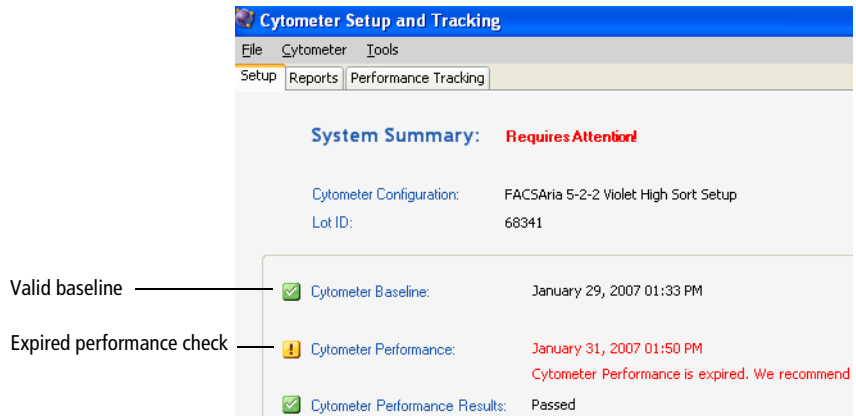 Cytometer Setup and Tracking
File Cytometer Tools
Setup Reports Performance Tracking
System Summary: Requires Attention!
Cytometer Configuration: FACSAria 5-2-2 Violet High Sort Setup
Lot ID: 68341
Valid baseline Cytometer Baseline: January 29, 2007 01:33 PM
Expired performance check Cytometer Performance: January 31, 2007 01:50 PM
Cytometer Performance is expired. We recommend
Cytometer Performance Results: Passed